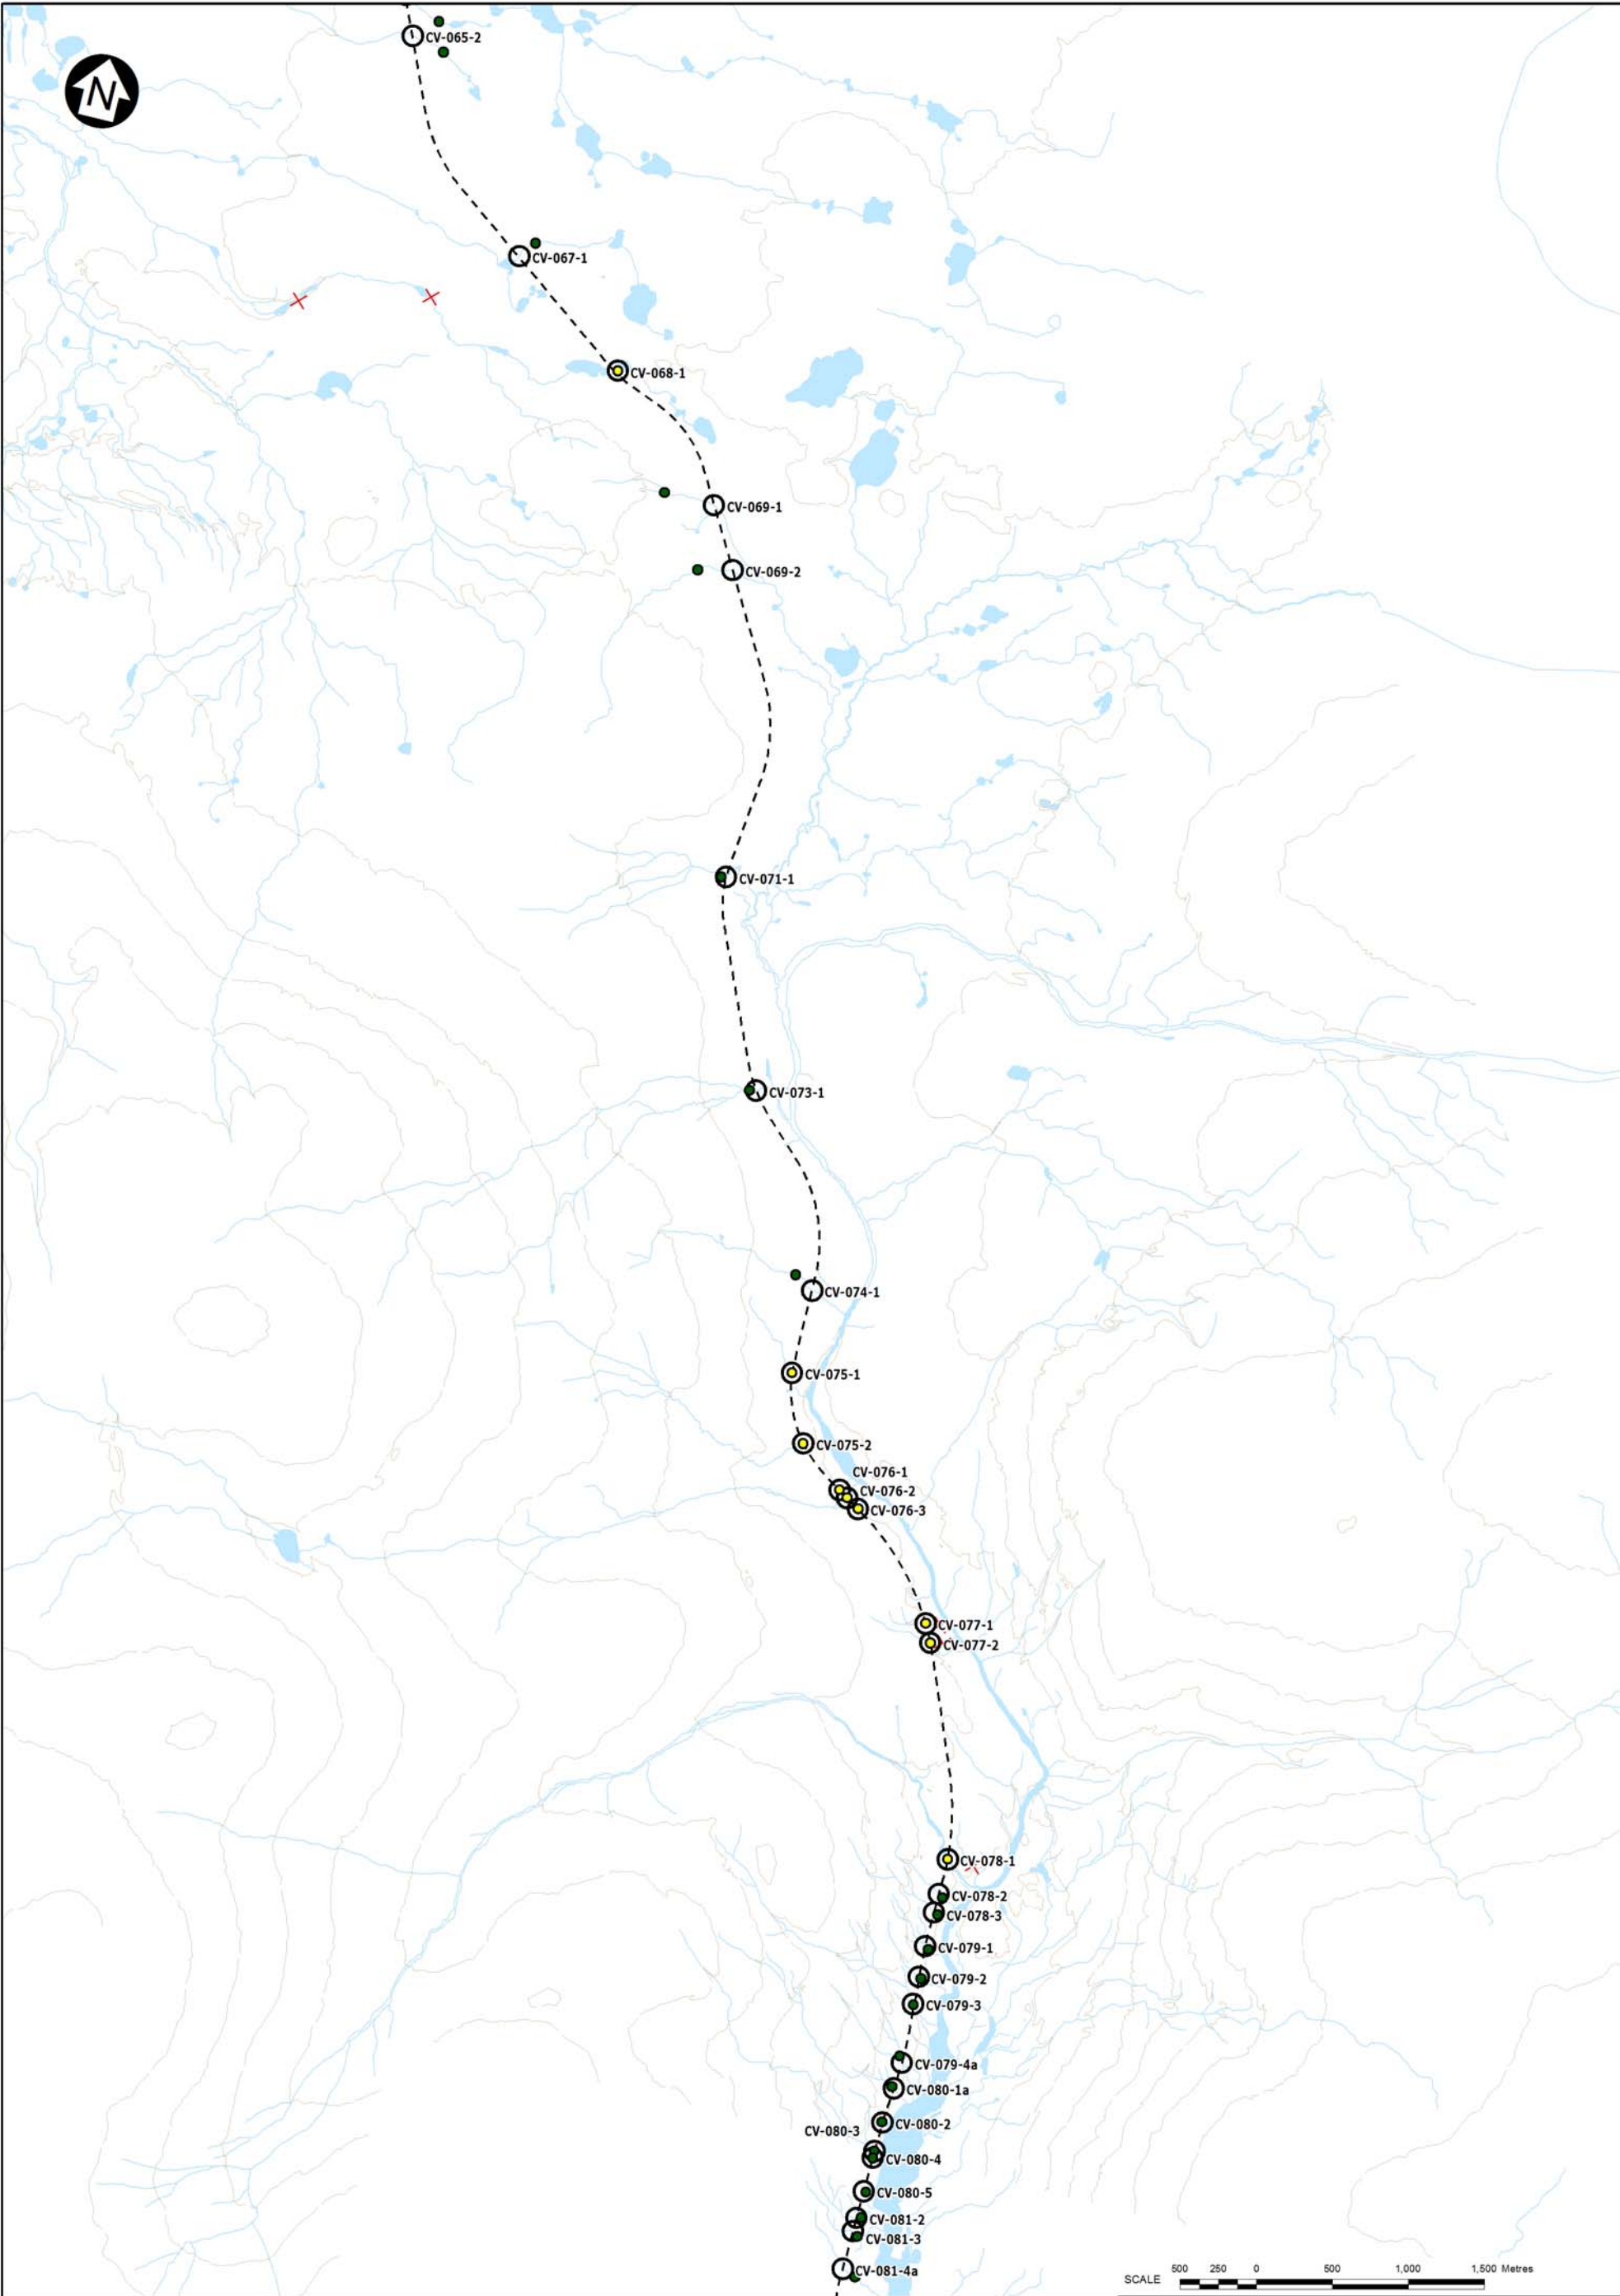 CV-065-2
N
CV-067-1
CV-068-1
CV-069-1
CV-069-2
CV-071-1
CV-073-1
CV-074-1
CV-075-1
CV-075-2
CV-076-1
CV-076-2
CV-076-3
CV-077-1
CV-077-2
CV-078-1
CV-078-2
CV-078-3
CV-079-1
CV-079-2
CV-079-3
CV-079-4a
CV-080-1a
CV-080-2
CV-080-3
CV-080-4
CV-080-5
CV-081-2
CV-081-3
CV-081-4a
SCALE 500 250 0 500 1,000 1,500 Metres